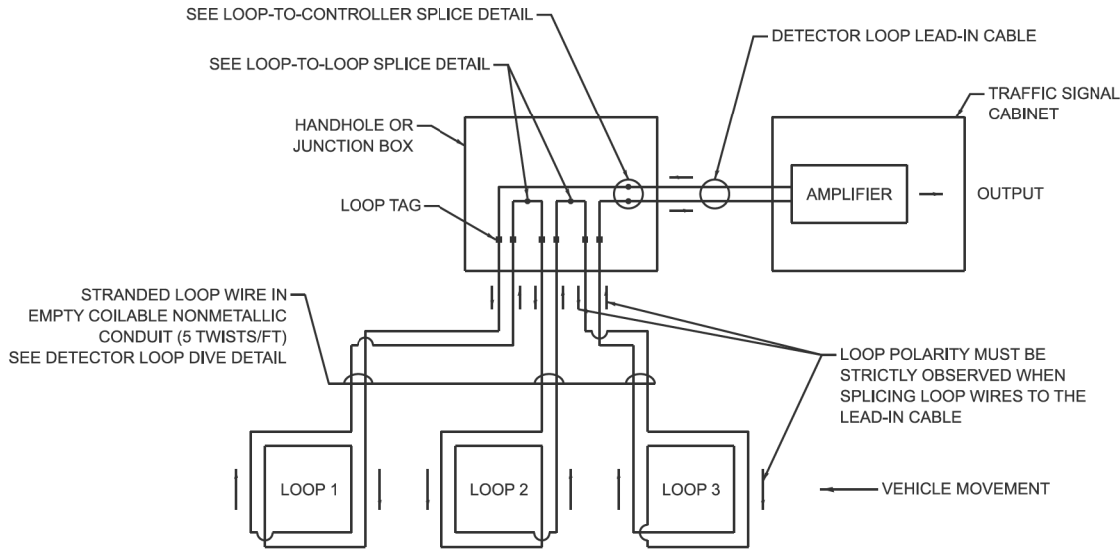 SEE LOOP-TO-CONTROLLER SPLICE DETAIL
DETECTOR LOOP LEAD-IN CABLE
SEE LOOP-TO-LOOP SPLICE DETAIL
TRAFFIC SIGNAL
CABINET
HANDHOLE OR
JUNCTION BOX
AMPLIFIER
OUTPUT
LOOP TAG
STRANDED LOOP WIRE IN
EMPTY COILABLE NONMETALLIC
CONDUIT (5 TWISTS/FT)
SEE DETECTOR LOOP DIVE DETAIL
LOOP POLARITY MUST BE
STRICTLY OBSERVED WHEN
SPLICING LOOP WIRES TO THE
LEAD-IN CABLE
LOOP 1
LOOP 2
LOOP 3
VEHICLE MOVEMENT